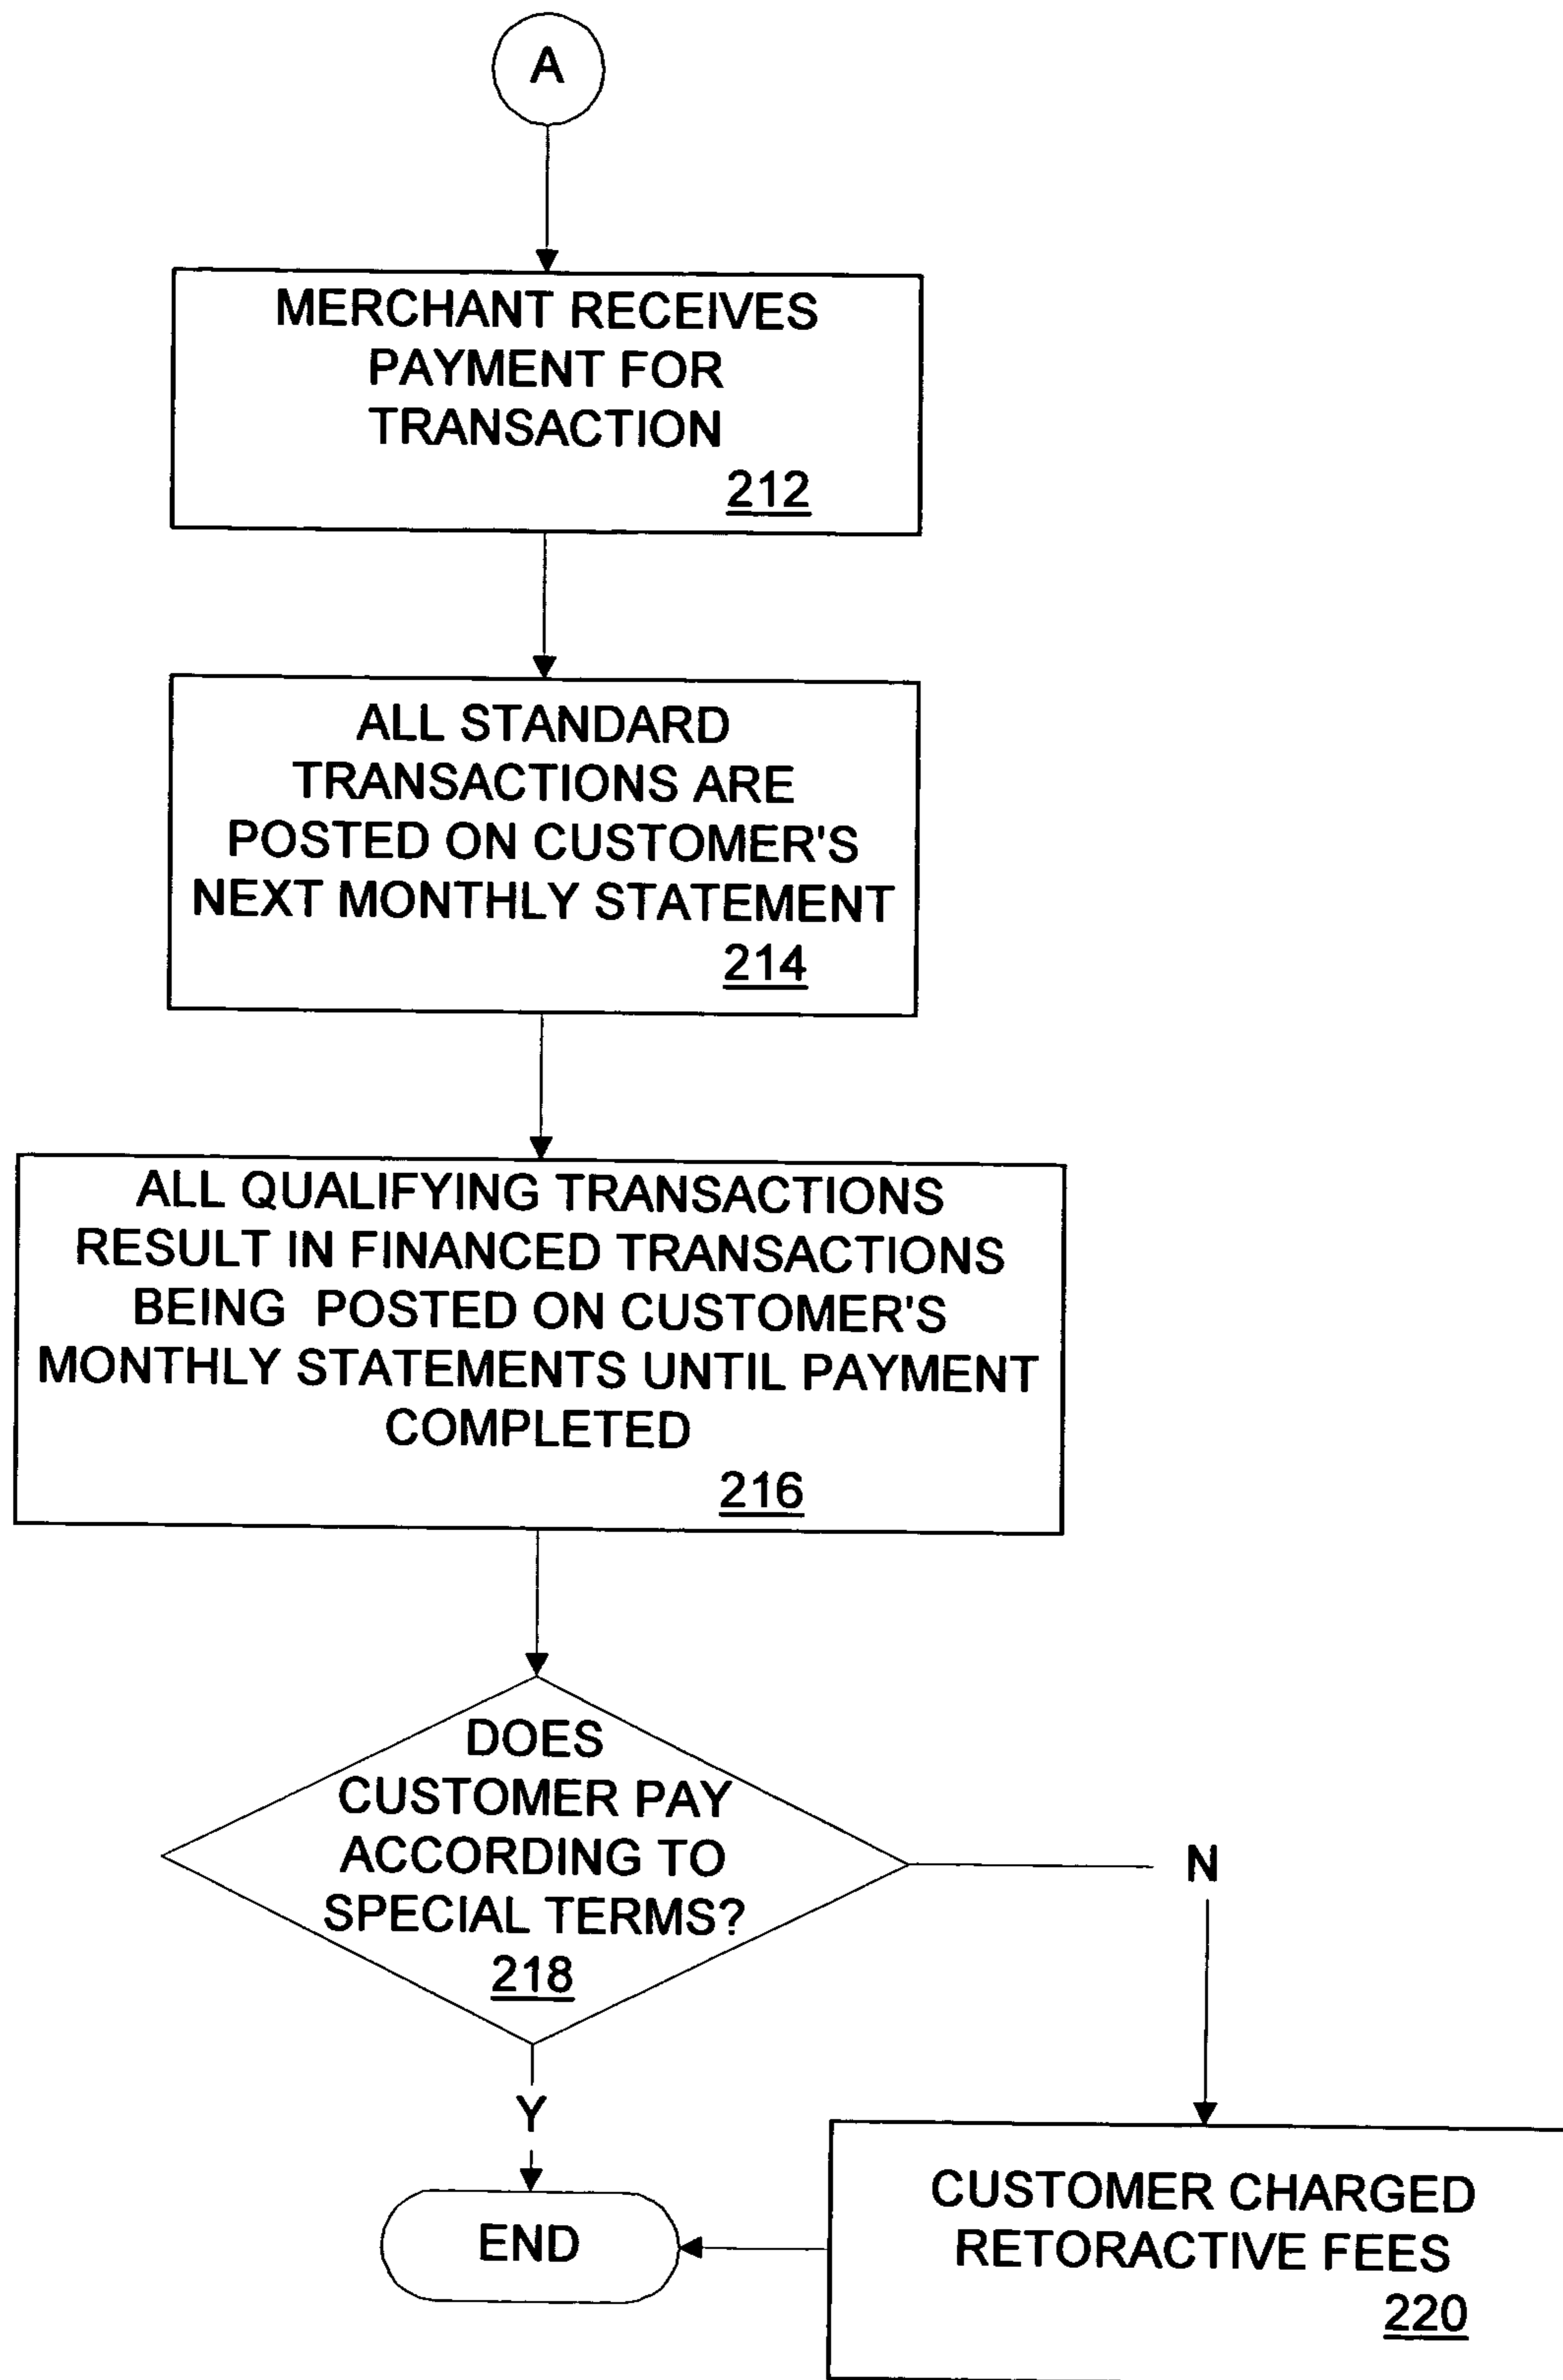 A
MERCHANT RECEIVES
PAYMENT FOR
TRANSACTION
212
ALL STANDARD
TRANSACTIONS ARE
POSTED ON CUSTOMER'S
NEXT MONTHLY STATEMENT
214
ALL QUALIFYING TRANSACTIONS
RESULT IN FINANCED TRANSACTIONS
BEING POSTED ON CUSTOMER'S
MONTHLY STATEMENTS UNTIL PAYMENT
COMPLETED
216
DOES
CUSTOMER PAY
ACCORDING TO
SPECIAL TERMS?
218
N
Y
END
CUSTOMER CHARGED
RETORACTIVE FEES
220